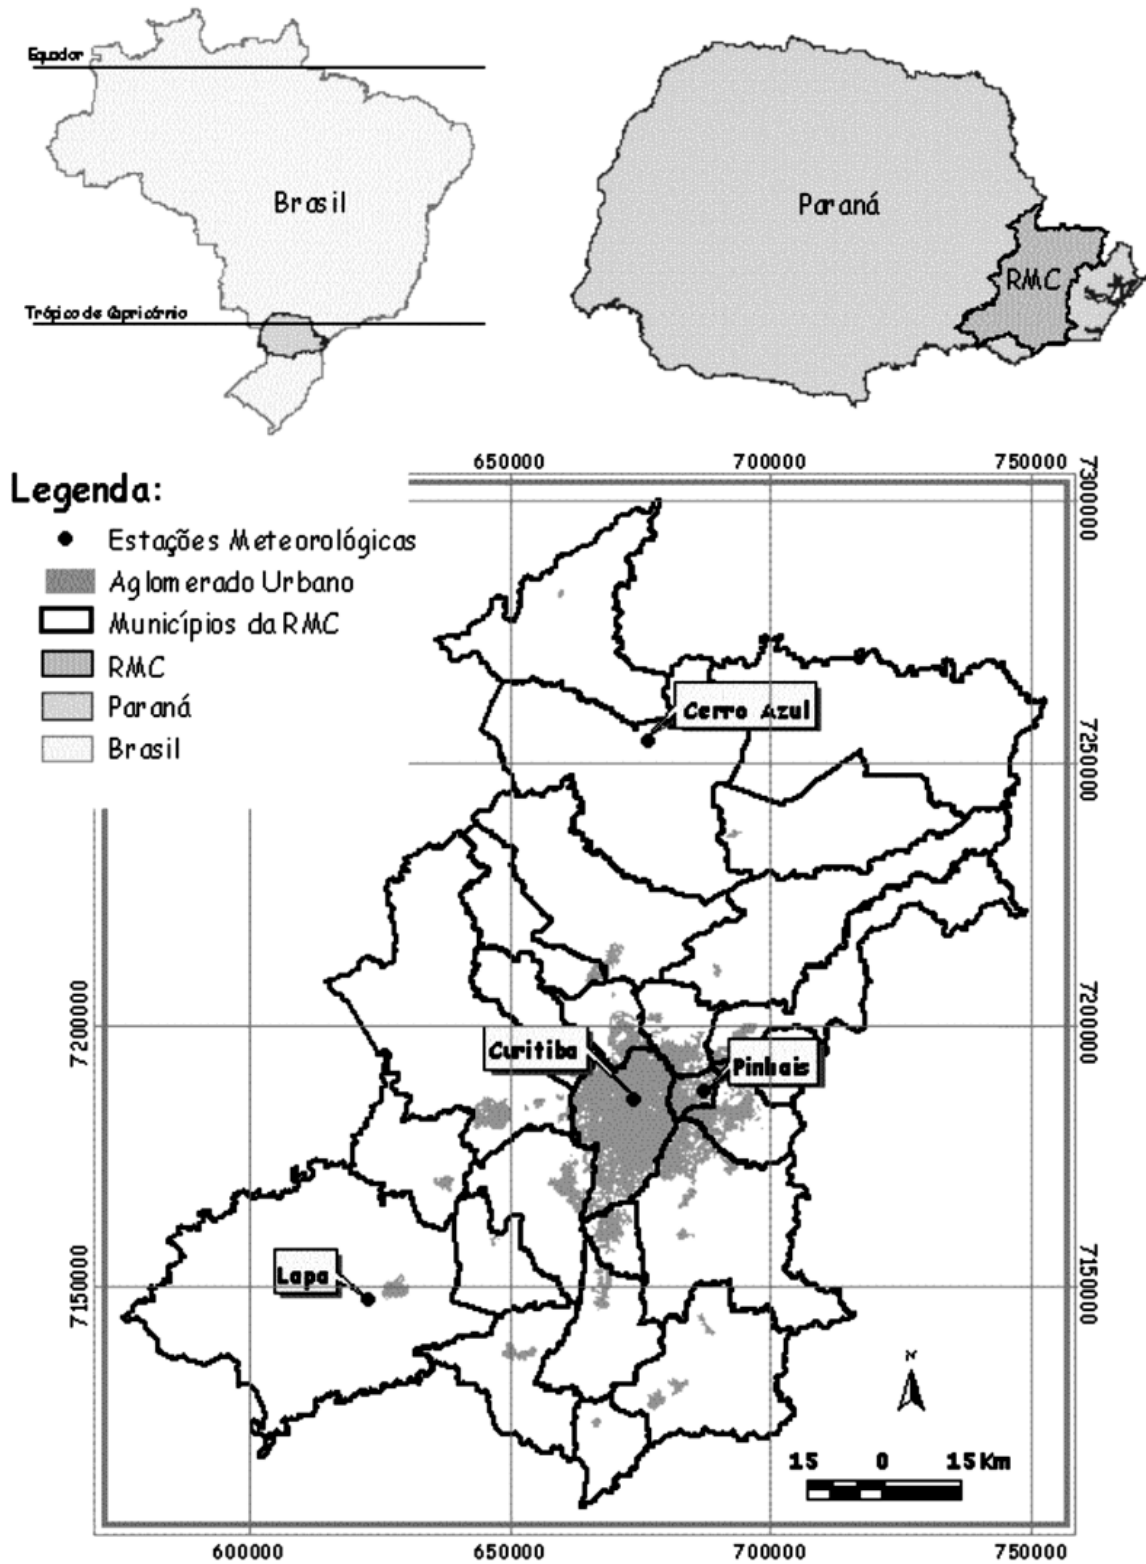 Equador
Brasil
Trópico de Capricórnio
Paraná
RMC
Legenda:
Estações Meteorológicas
Aglomerado Urbano
Municípios da RMC
RMC
Paraná
Brasil
650000 700000 750000
7300000
Cerro Azul
7250000
7200000 7200000
Curitiba
Pinhais
Lapa
7150000 7150000
N
15 0 15 Km
600000 650000 700000 750000